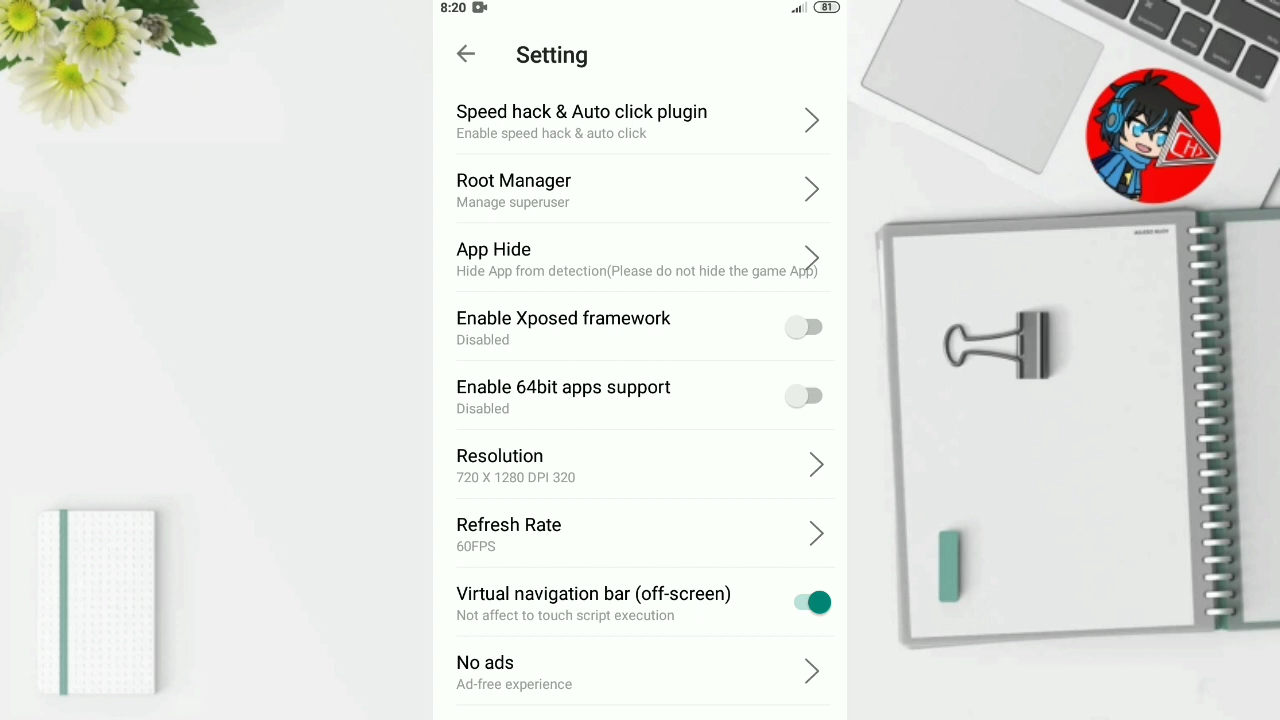 8:20
81
Setting
Speed hack & Auto click plugin
Enable speed hack & auto click
Root Manager
Manage superuser
App Hide
Hide App from detection(Please do not hide the game App)
Enable Xposed framework
Disabled
Enable 64bit apps support
Disabled
Resolution
720 X 1280 DPI 320
Refresh Rate
60FPS
Virtual navigation bar (off-screen)
Not affect to touch script execution
No ads
Ad-free experience